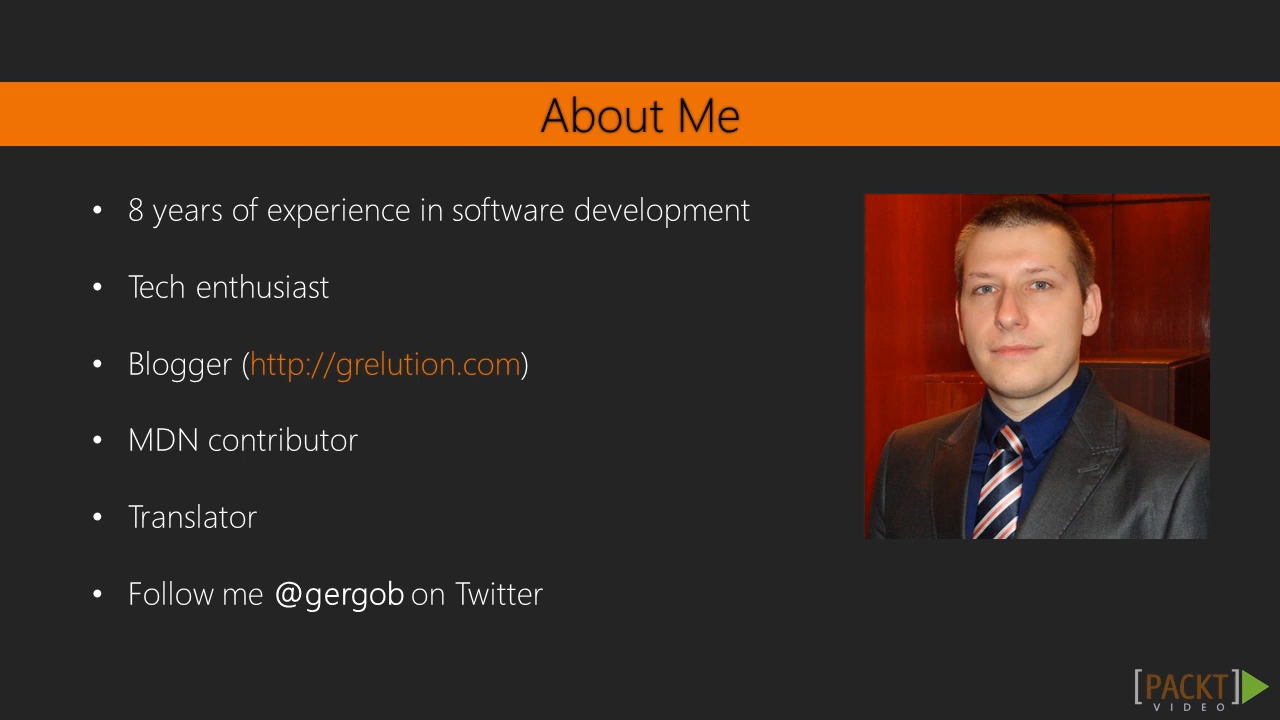 About Me
• 8 years of experience in software development
• Tech enthusiast
• Blogger (http://grelution.com)
• MDN contributor
• Translator
• Follow me @gergob on Twitter
[PACKT]
VIDEO